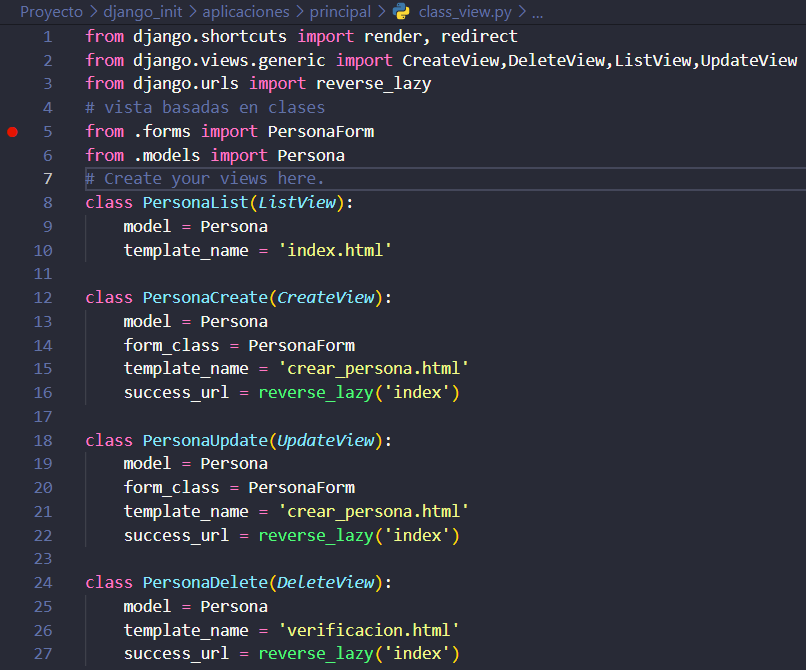 Proyecto > django_init > aplicaciones > principal > class_view.py > ...
1 from django.shortcuts import render, redirect
2 from django.views.generic import CreateView,DeleteView,ListView,UpdateView
3 from django.urls import reverse_lazy
4 # vista basadas en clases
5 from .forms import PersonaForm
6 from .models import Persona
7 # Create your views here.
8 class PersonaList(ListView):
9     model = Persona
10     template_name = 'index.html'
11
12 class PersonaCreate(CreateView):
13     model = Persona
14     form_class = PersonaForm
15     template_name = 'crear_persona.html'
16     success_url = reverse_lazy('index')
17
18 class PersonaUpdate(UpdateView):
19     model = Persona
20     form_class = PersonaForm
21     template_name = 'crear_persona.html'
22     success_url = reverse_lazy('index')
23
24 class PersonaDelete(DeleteView):
25     model = Persona
26     template_name = 'verificacion.html'
27     success_url = reverse_lazy('index')